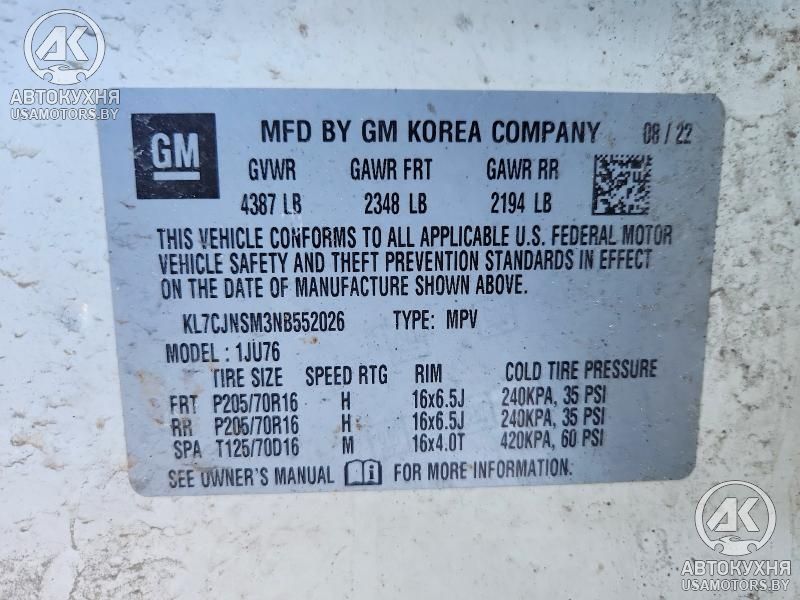 AK
АВТОКУХНЯ
USAMOTORS.BY
GM MFD BY GM KOREA COMPANY 08/22
GVWR GAWR FRT GAWR RR
4387 LB 2348 LB 2194 LB
THIS VEHICLE CONFORMS TO ALL APPLICABLE U.S. FEDERAL MOTOR
VEHICLE SAFETY AND THEFT PREVENTION STANDARDS IN EFFECT
ON THE DATE OF MANUFACTURE SHOWN ABOVE.
KL7CJNSM3NB552026 TYPE: MPV
MODEL : 1JU76
TIRE SIZE SPEED RTG RIM COLD TIRE PRESSURE
FRT P205/70R16 H 16x6.5J 240KPA, 35 PSI
RR P205/70R16 H 16x6.5J 240KPA, 35 PSI
SPA T125/70D16 M 16x4.0T 420KPA, 60 PSI
SEE OWNER'S MANUAL FOR MORE INFORMATION.
AK
АВТОКУХНЯ
USAMOTORS.BY